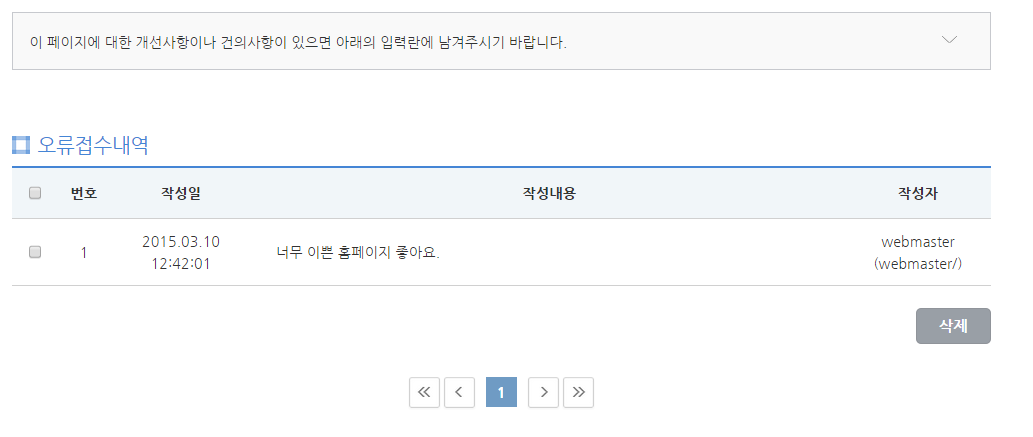 이 페이지에 대한 개선사항이나 건의사항이 있으면 아래의 입력란에 남겨주시기 바랍니다.
오류접수내역
번호 작성일 작성내용 작성자
1 2015.03.10 12:42:01 너무 이쁜 홈페이지 좋아요. webmaster (webmaster/)
삭제
1